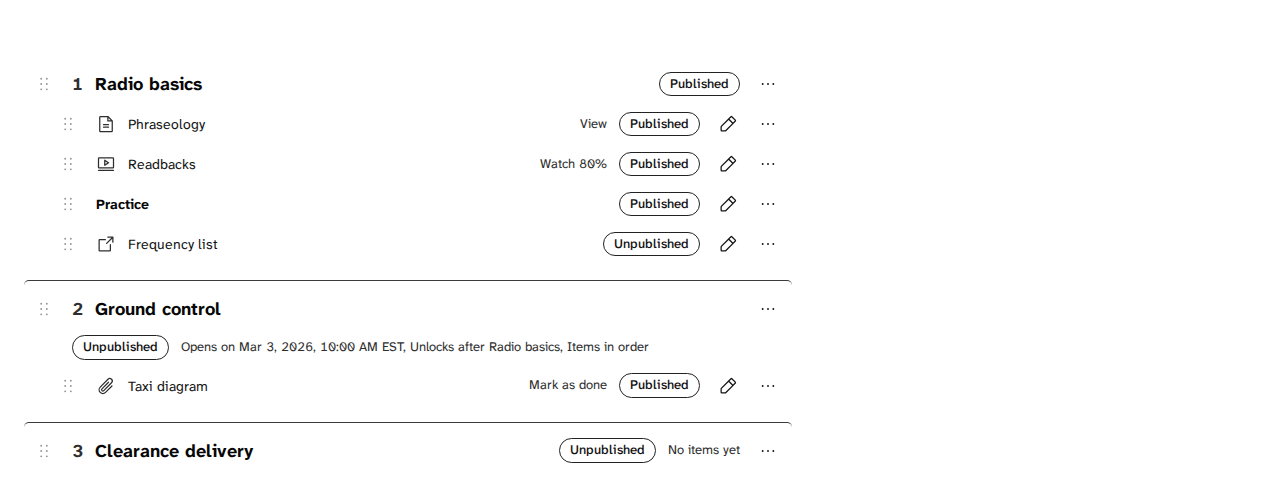 1 Radio basics Published
Phraseology View Published
Readbacks Watch 80% Published
Practice Published
Frequency list Unpublished
2 Ground control
Unpublished Opens on Mar 3, 2026, 10:00 AM EST, Unlocks after Radio basics, Items in order
Taxi diagram Mark as done Published
3 Clearance delivery Unpublished No items yet